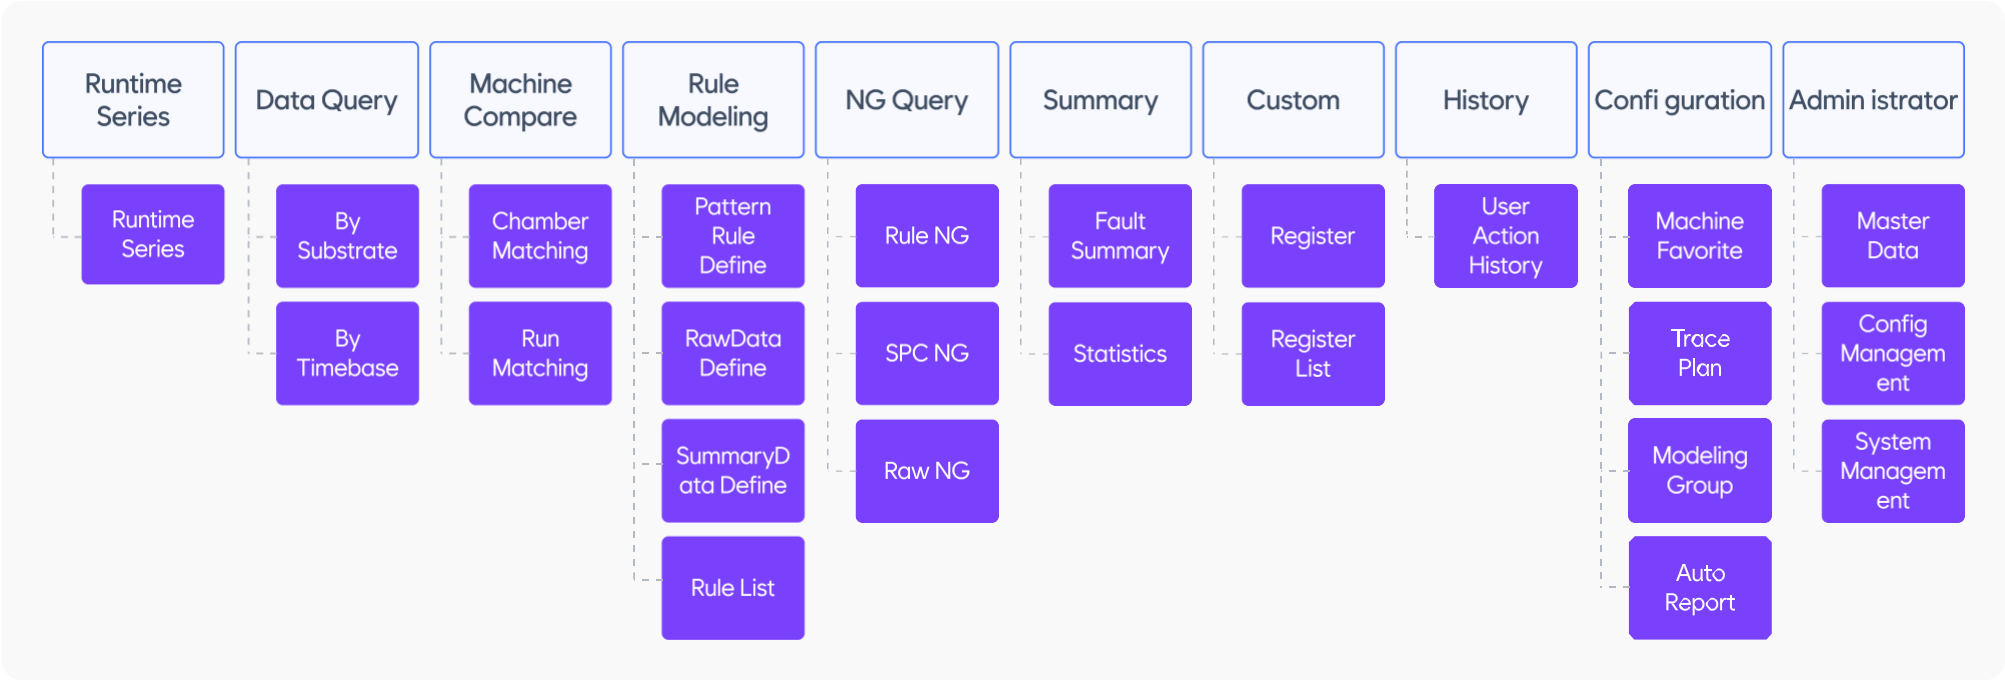 Runtime
Series
Data Query
Machine
Compare
Rule
Modeling
NG Query
Summary
Custom
History
Confi guration
Admin istrator
Runtime
Series
By
Substrate
By
Timebase
Chamber
Matching
Run
Matching
Pattern
Rule
Define
RawData
Define
SummaryD
ata Define
Rule List
Rule NG
SPC NG
Raw NG
Fault
Summary
Statistics
Register
Register
List
User
Action
History
Machine
Favorite
Trace
Plan
Modeling
Group
Auto
Report
Master
Data
Config
Managem
ent
System
Managem
ent